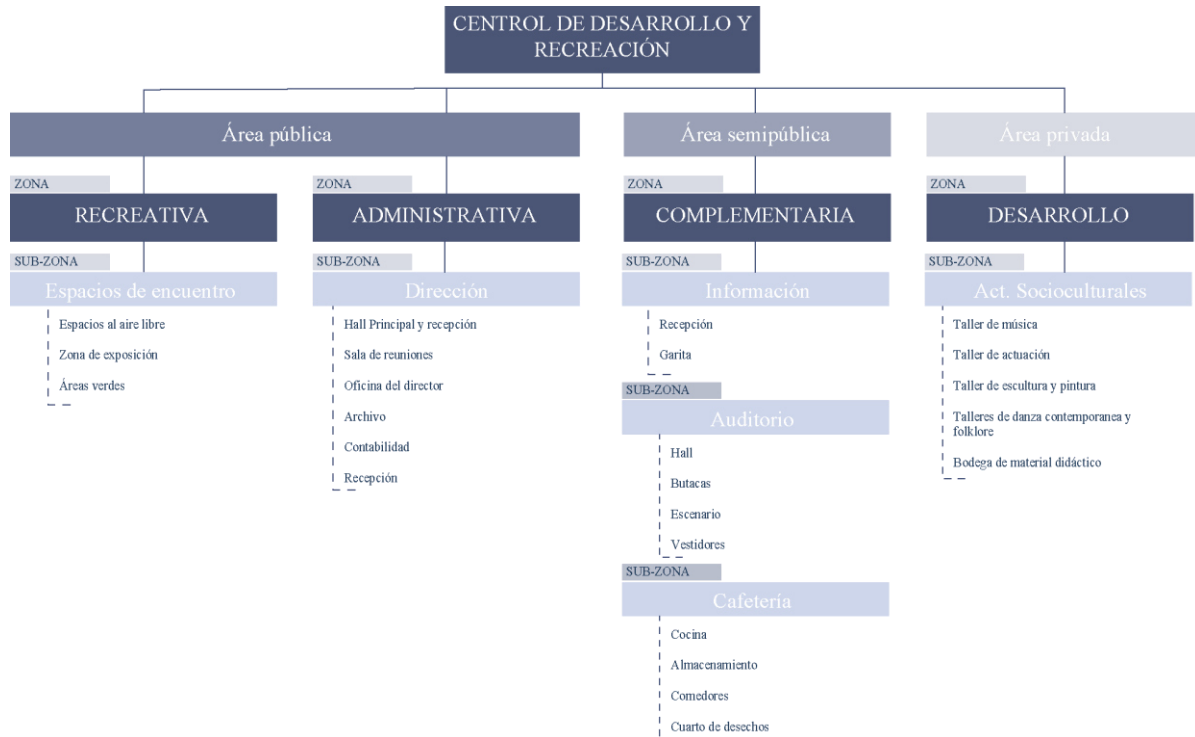 CENTROL DE DESARROLLO Y
RECREACIÓN
Área pública
Área semipública
Área privada
ZONA
RECREATIVA
SUB-ZONA
Espacios de encuentro
Espacios al aire libre
Zona de exposición
Áreas verdes
ZONA
ADMINISTRATIVA
SUB-ZONA
Dirección
Hall Principal y recepción
Sala de reuniones
Oficina del director
Archivo
Contabilidad
Recepción
ZONA
COMPLEMENTARIA
SUB-ZONA
Información
Recepción
Garita
SUB-ZONA
Auditorio
Hall
Butacas
Escenario
Vestidores
SUB-ZONA
Cafetería
Cocina
Almacenamiento
Comedores
Cuarto de desechos
ZONA
DESARROLLO
SUB-ZONA
Act. Socioculturales
Taller de música
Taller de actuación
Taller de escultura y pintura
Talleres de danza contemporanea y
folklore
Bodega de material didáctico